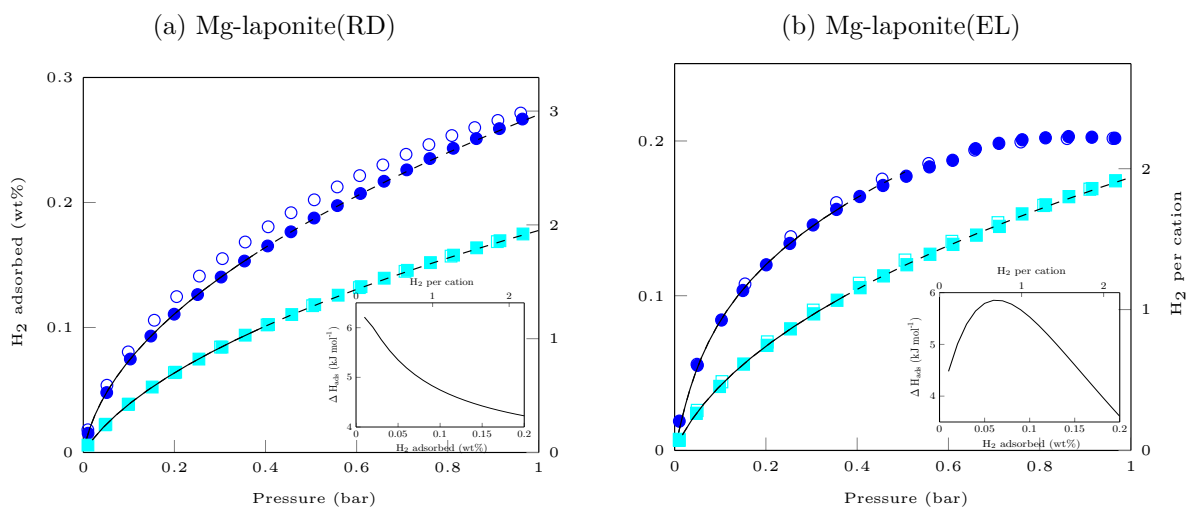 (a) Mg-laponite(RD)
(b) Mg-laponite(EL)
H2 adsorbed (wt%)
0.3
0.2
0.1
0
0 0.2 0.4 0.6 0.8 1
Pressure (bar)
3
2
1
0
H2 per cation
0 1 2
6
5
4
Δ Hads (kJ mol-1)
0 0.05 0.1 0.15 0.2
H2 adsorbed (wt%)
0.2
0.1
0
0 0.2 0.4 0.6 0.8 1
Pressure (bar)
2
1
0
H2 per cation
H2 per cation
0 1 2
6
5
4
Δ Hads (kJ mol-1)
0 0.05 0.1 0.15 0.2
H2 adsorbed (wt%)